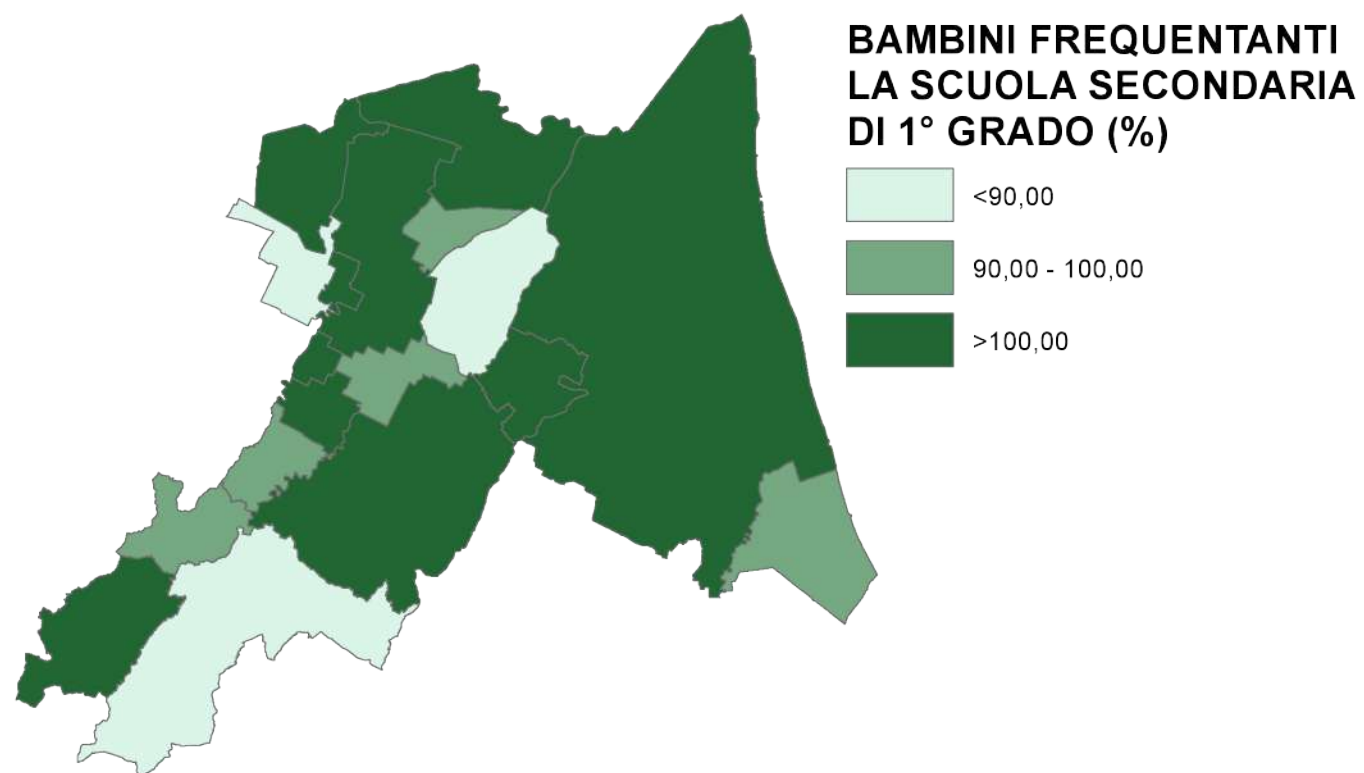 BAMBINI FREQUENTANTI
LA SCUOLA SECONDARIA
DI 1° GRADO (%)
<90,00
90,00 - 100,00
>100,00